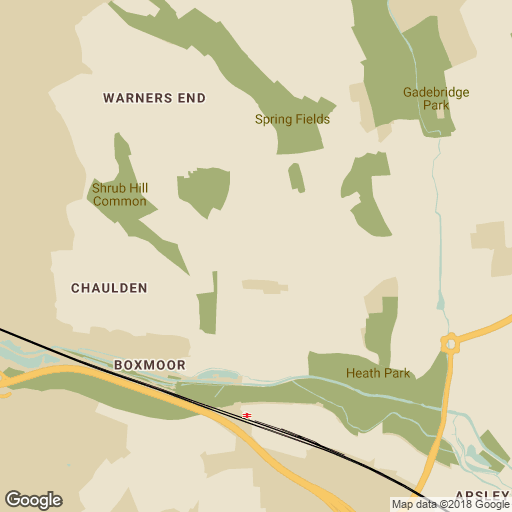 WARNERS END
Gadebridge
Park
Spring Fields
Shrub Hill
Common
CHAULDEN
BOXMOOR
Heath Park
APSLEY
Google
Map data ©2018 Google